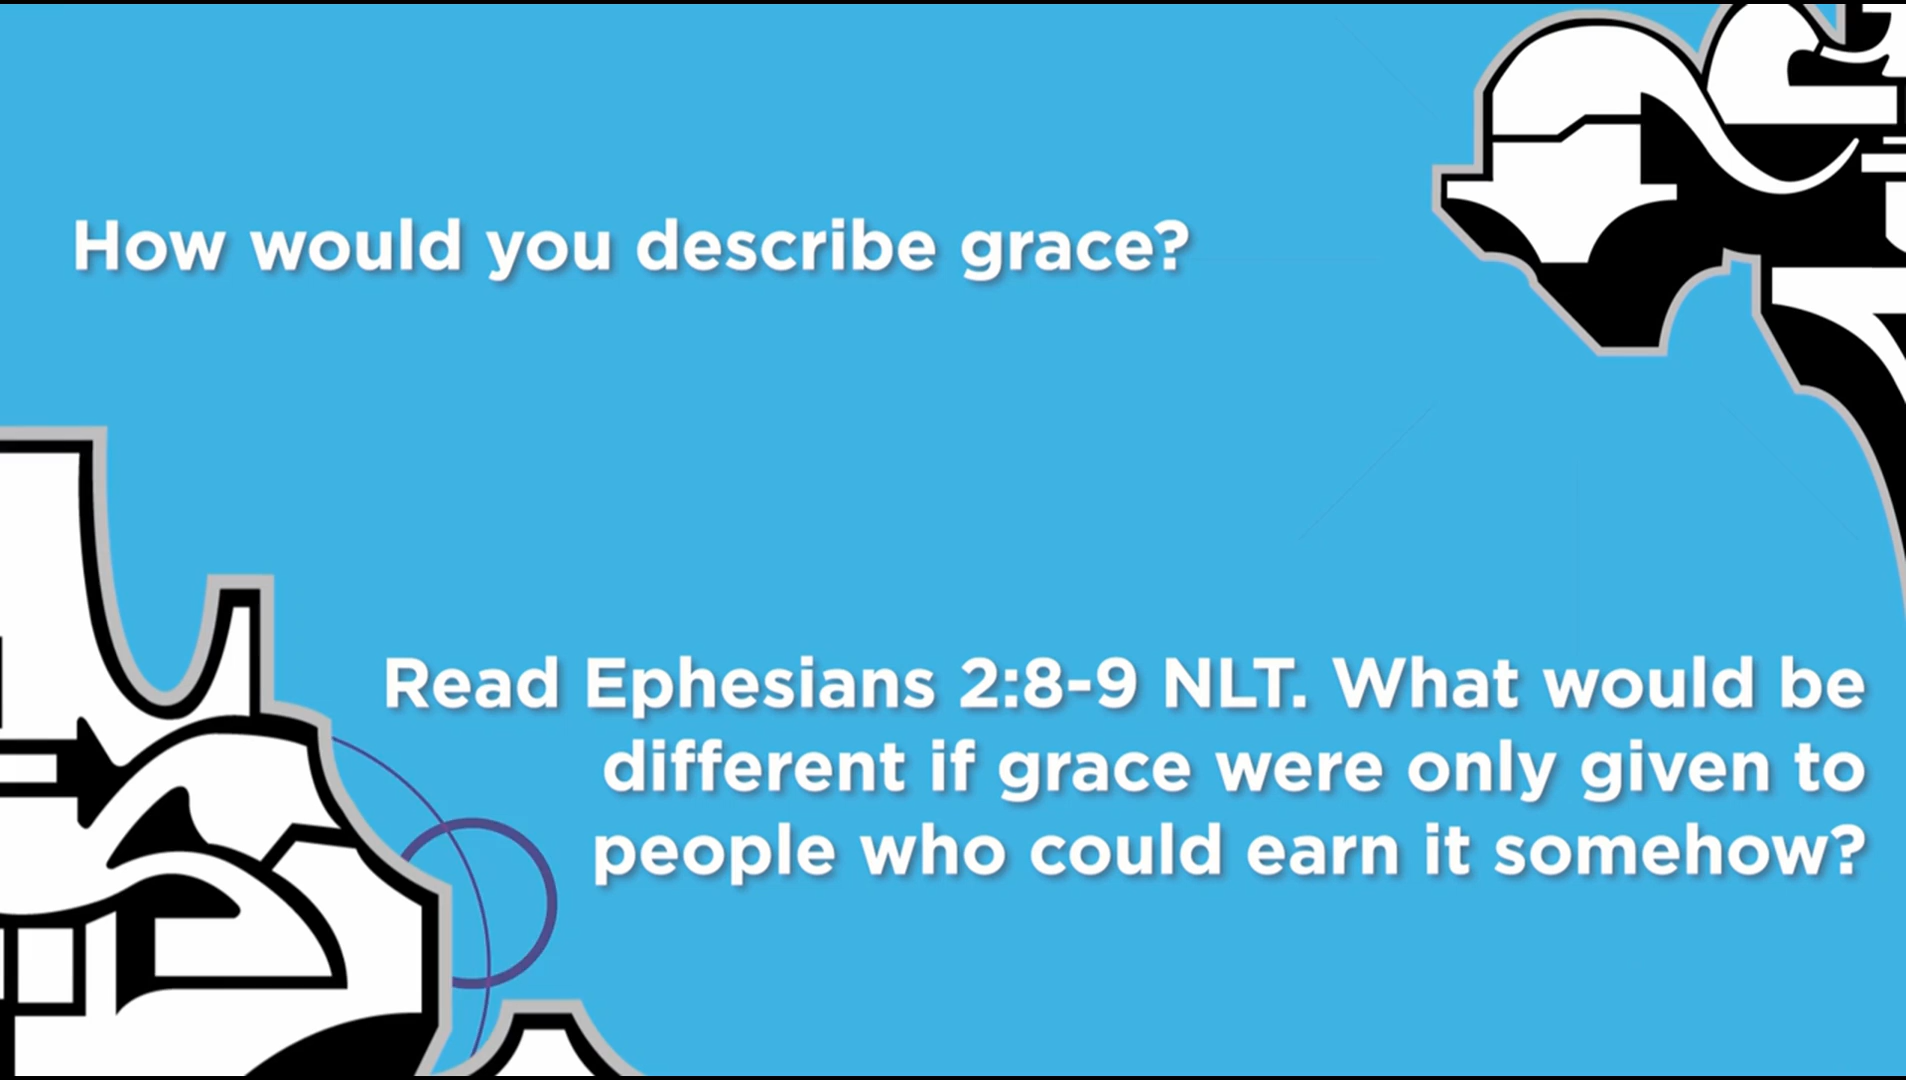 How would you describe grace?
Read Ephesians 2:8-9 NLT. What would be
different if grace were only given to
people who could earn it somehow?